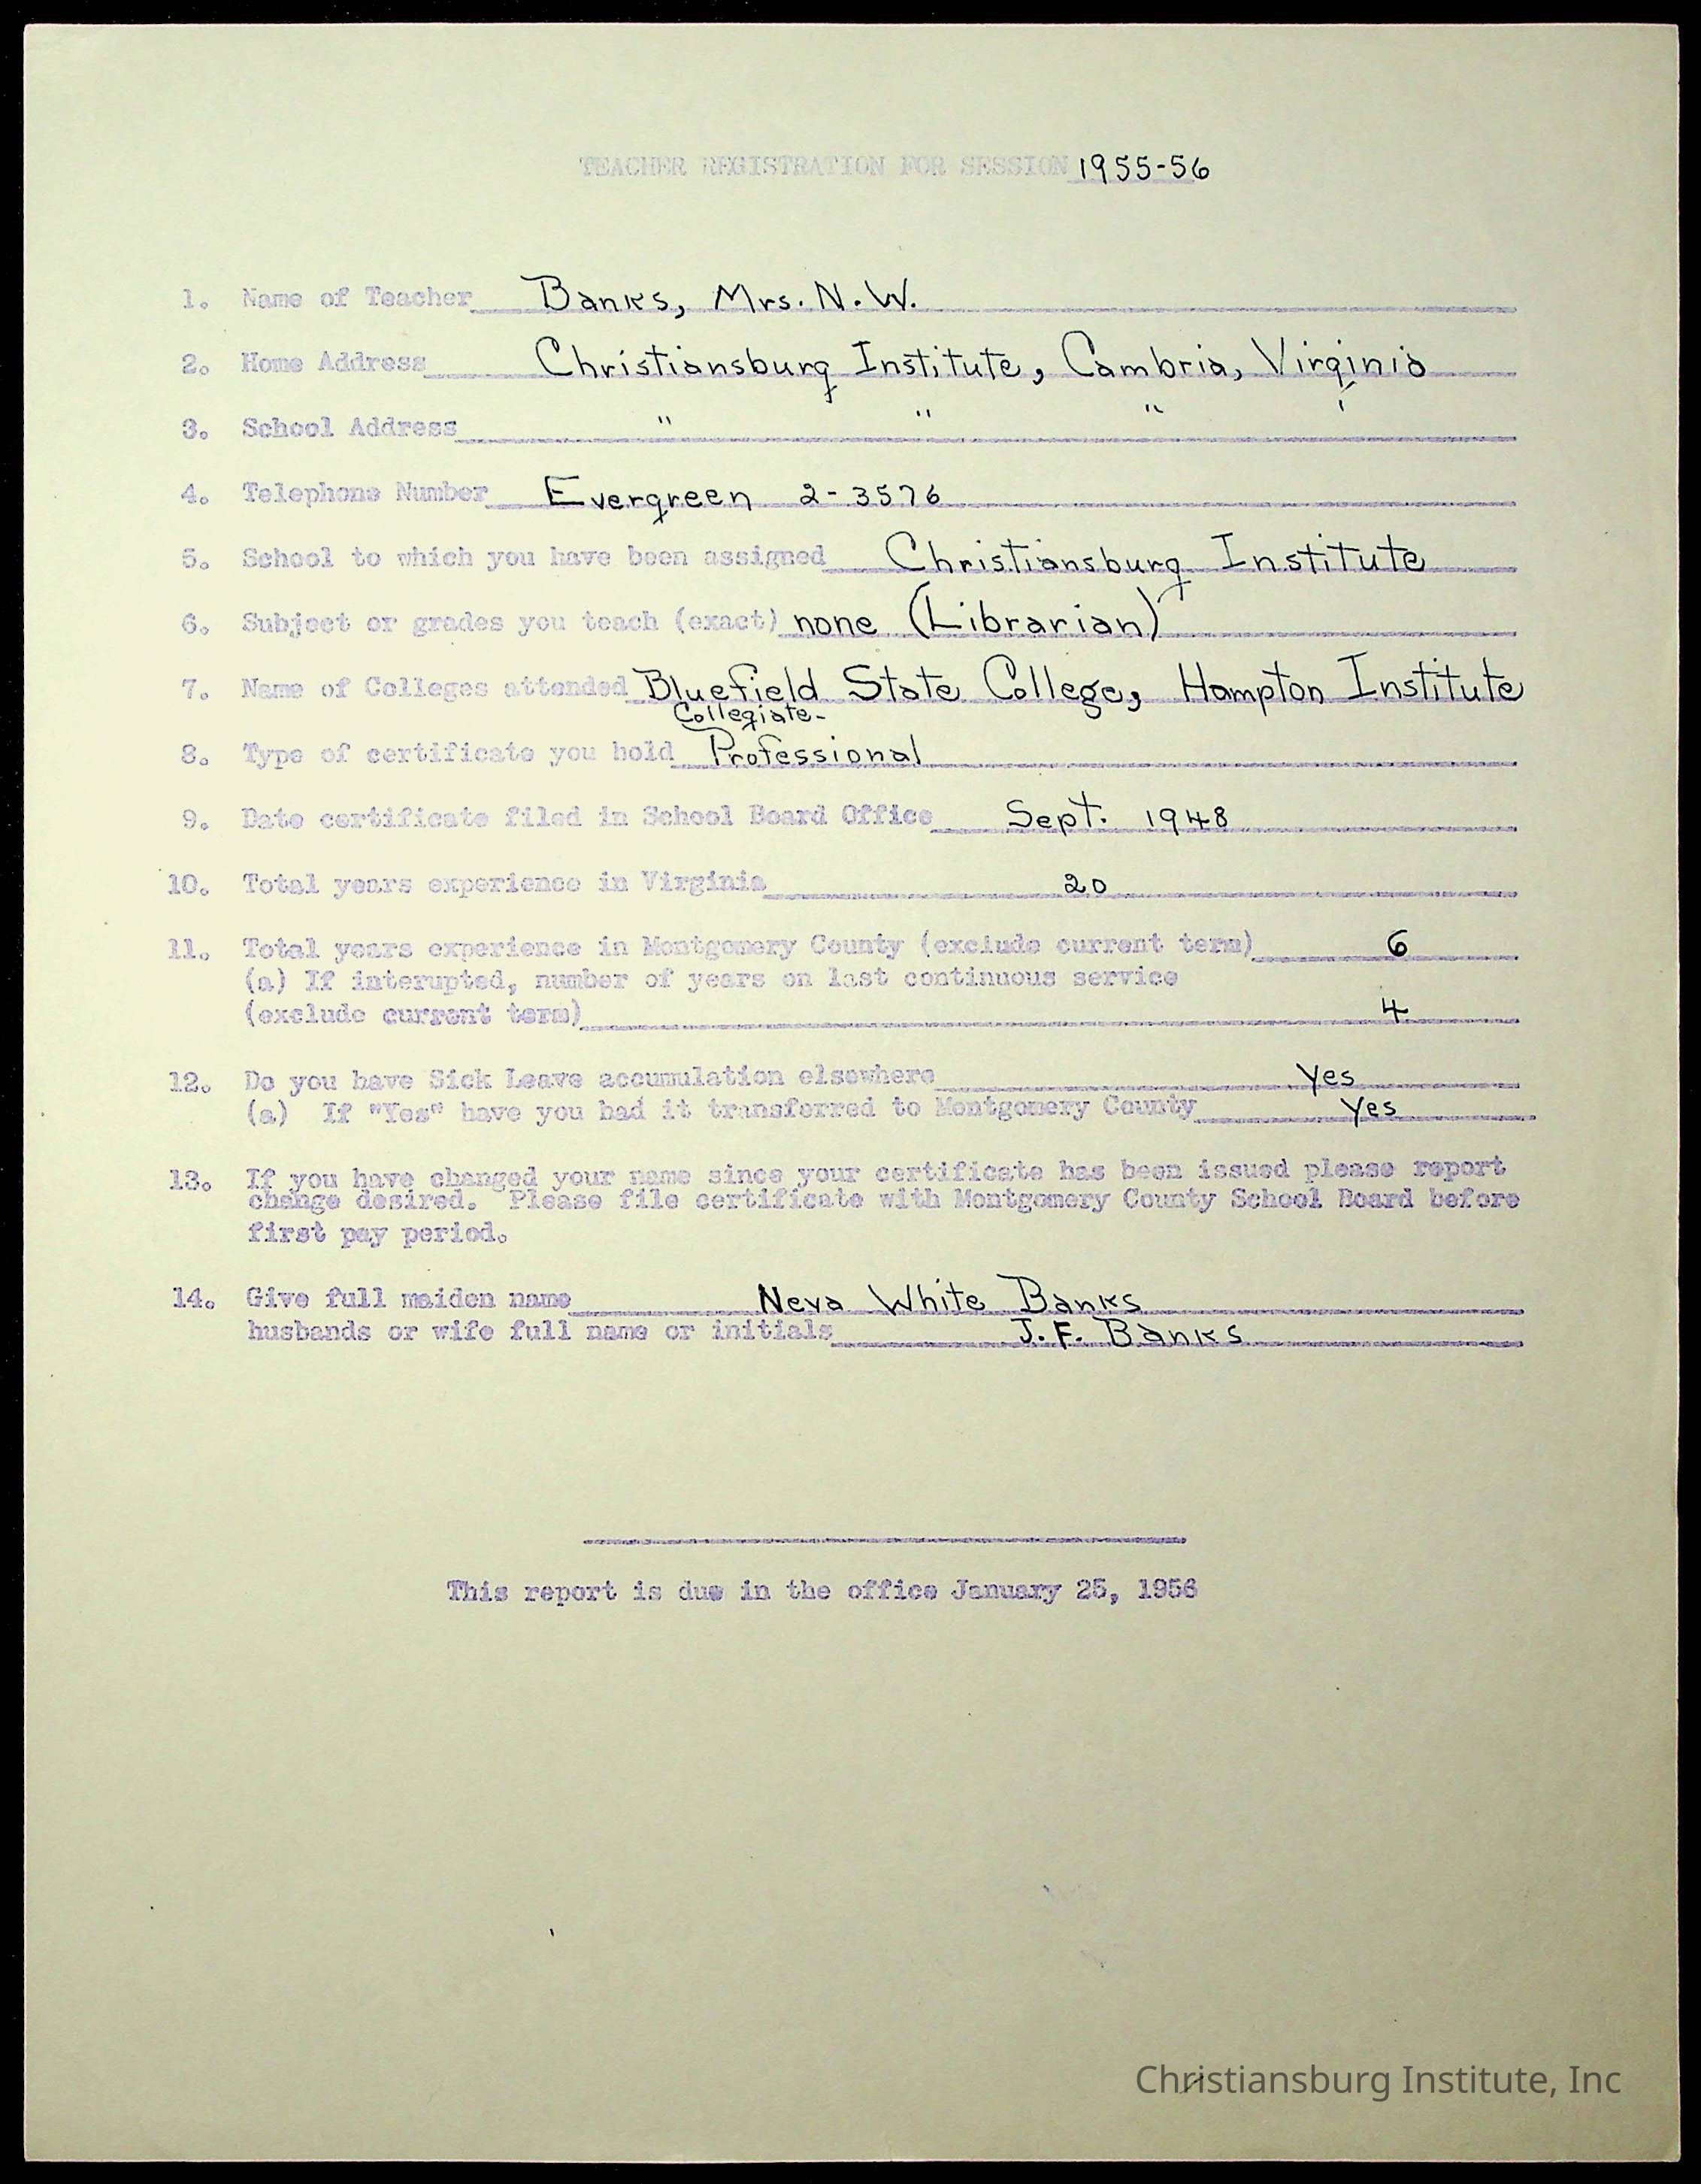 TEACHER REGISTRATION FOR SESSION 1955-56
1. Name of Teacher Banks, Mrs. N. W.
2. Home Address Christiansburg Institute, Cambria, Virginia
3. School Address " " " "
4. Telephone Number Evergreen 2-3576
5. School to which you have been assigned Christiansburg Institute
6. Subject or grades you teach (exact) none (Librarian)
7. Name of Colleges attended Bluefield State College, Hampton Institute
Collegiate-
8. Type of certificate you hold Professional
9. Date certificate filed in School Board Office Sept. 1948
10. Total years experience in Virginia 20
11. Total years experience in Montgomery County (exclude current term) 6
(a) If interupted, number of years on last continuous service
(exclude current term) 4
12. Do you have Sick Leave accumulation elsewhere Yes
(a) If "Yes" have you had it transferred to Montgomery County Yes
13. If you have changed your name since your certificate has been issued please report
change desired. Please file certificate with Montgomery County School Board before
first pay period.
14. Give full maiden name Neva White Banks
husbands or wife full name or initials J. F. Banks
This report is due in the office January 25, 1956
Christiansburg Institute, Inc